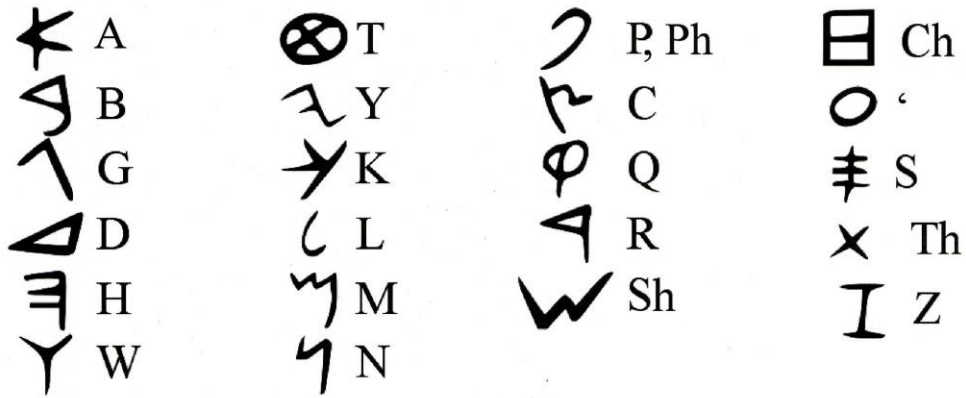 𐤀 A 𐤈 T 𐤐 P, Ph 𐤇 Ch
𐤁 B 𐤉 Y 𐤑 C 𐤏 ‘
𐤂 G 𐤊 K 𐤒 Q 𐤎 S
𐤃 D 𐤋 L 𐤓 R 𐤕 Th
𐤄 H 𐤌 M 𐤔 Sh 𐤆 Z
𐤅 W 𐤍 N